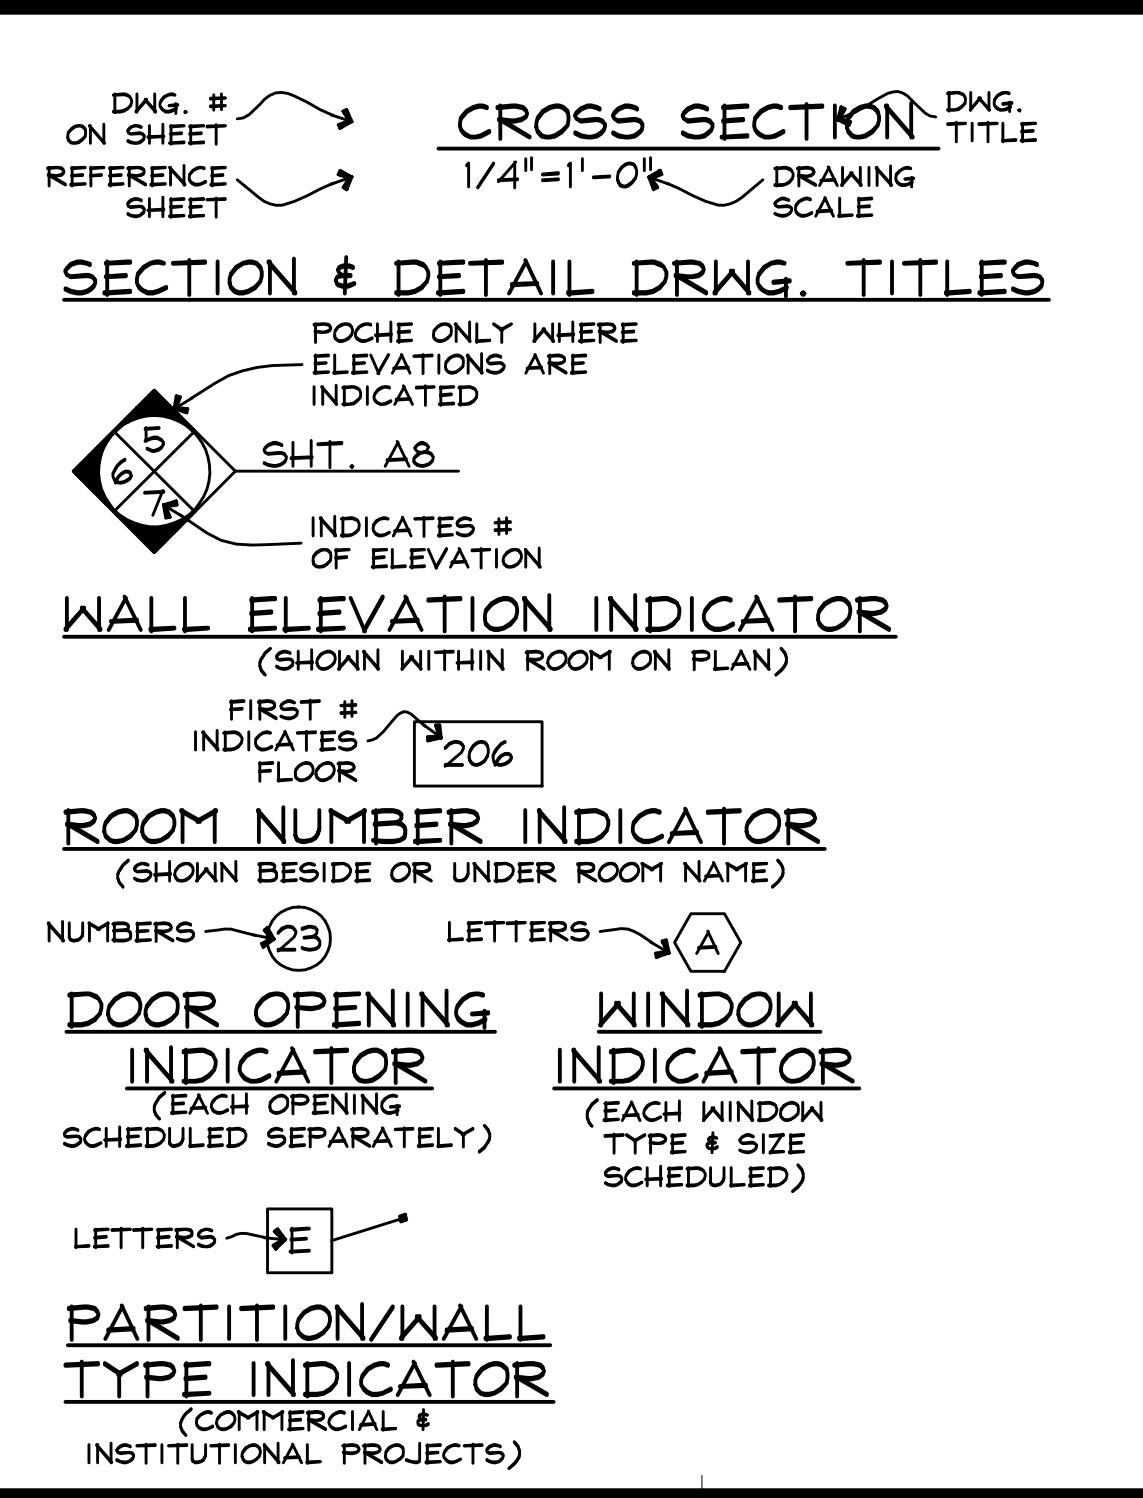 DWG. #
ON SHEET
REFERENCE
SHEET
CROSS SECTION
1/4"=1'-0"
DWG.
TITLE
DRAWING
SCALE
SECTION & DETAIL DRWG. TITLES
POCHE ONLY WHERE
ELEVATIONS ARE
INDICATED
5
6
7
SHT. A8
INDICATES #
OF ELEVATION
WALL ELEVATION INDICATOR
(SHOWN WITHIN ROOM ON PLAN)
FIRST #
INDICATES
FLOOR
206
ROOM NUMBER INDICATOR
(SHOWN BESIDE OR UNDER ROOM NAME)
NUMBERS
23
DOOR OPENING
INDICATOR
(EACH OPENING
SCHEDULED SEPARATELY)
LETTERS
A
WINDOW
INDICATOR
(EACH WINDOW
TYPE & SIZE
SCHEDULED)
LETTERS
E
PARTITION/WALL
TYPE INDICATOR
(COMMERCIAL &
INSTITUTIONAL PROJECTS)